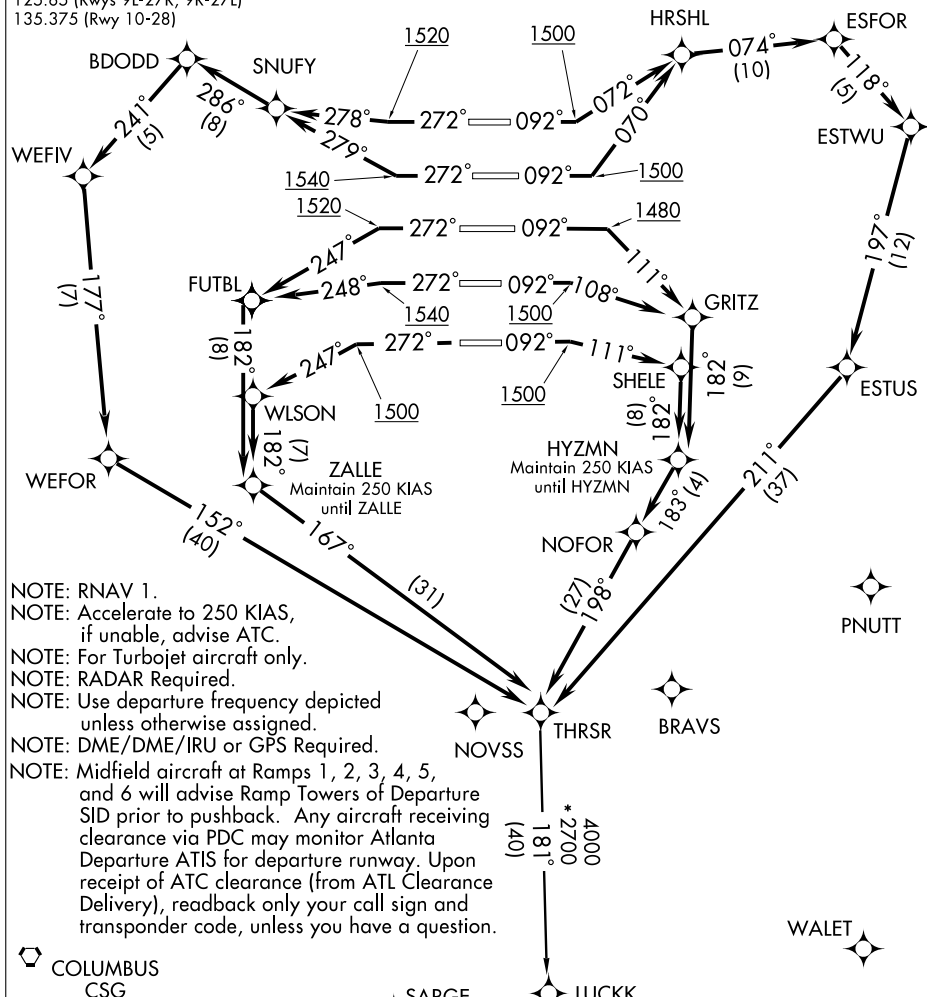 125.65 (Rwys 9L-27R, 9R-27L)
135.375 (Rwy 10-28)
HRSHL
ESFOR
1520
1500
BDODD
SNUFY
074°
(10)
118°
(5)
286°
(8)
072°
241°
(5)
278°
272°
092°
070°
ESTWU
WEFIV
279°
272°
092°
1540
1500
1520
1480
272°
092°
197°
(12)
247°
111°
177°
(7)
FUTBL
248°
272°
092°
108°
GRITZ
1540
1500
182°
(8)
272°
092°
111°
247°
182°
(9)
SHELE
ESTUS
1500
1500
WLSON
182°
(8)
182°
(7)
HYZMN
Maintain 250 KIAS
until HYZMN
ZALLE
Maintain 250 KIAS
until ZALLE
WEFOR
211°
(37)
183° (4)
152°
(40)
167°
(31)
NOFOR
198°
(27)
NOTE: RNAV 1.
NOTE: Accelerate to 250 KIAS,
if unable, advise ATC.
NOTE: For Turbojet aircraft only.
NOTE: RADAR Required.
NOTE: Use departure frequency depicted
unless otherwise assigned.
NOTE: DME/DME/IRU or GPS Required.
NOTE: Midfield aircraft at Ramps 1, 2, 3, 4, 5,
and 6 will advise Ramp Towers of Departure
SID prior to pushback. Any aircraft receiving
clearance via PDC may monitor Atlanta
Departure ATIS for departure runway. Upon
receipt of ATC clearance (from ATL Clearance
Delivery), readback only your call sign and
transponder code, unless you have a question.
PNUTT
BRAVS
NOVSS
THRSR
4000
*2700
181°
(40)
WALET
COLUMBUS
CSG
SARGE
LUCKK